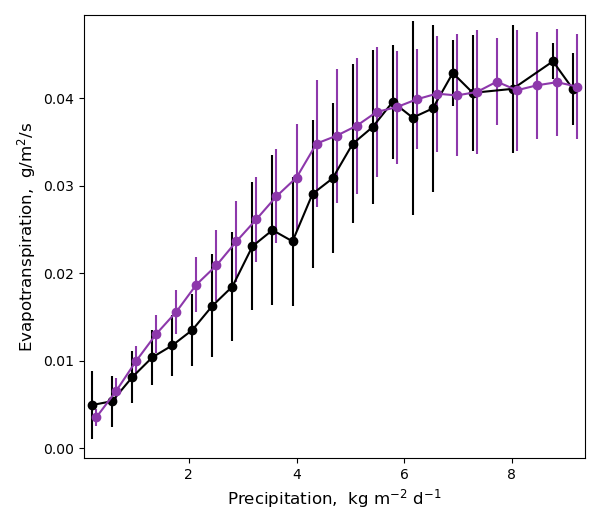 0.04
0.03
0.02
0.01
0.00
Evapotranspiration, g/m²/s
2 4 6 8
Precipitation, kg m⁻² d⁻¹